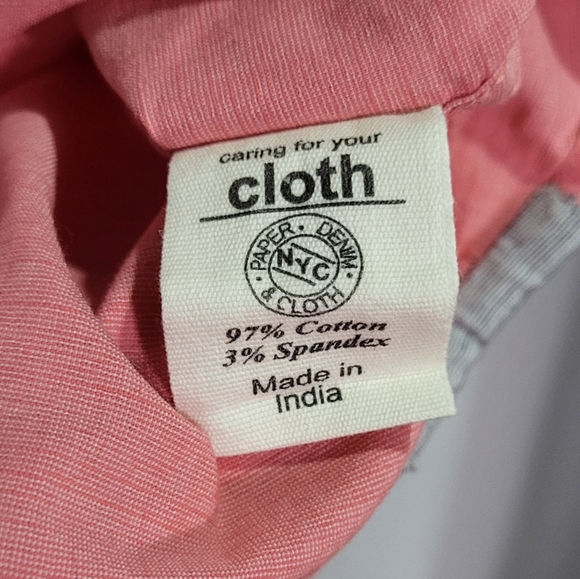 caring for your
cloth
PAPER · DENIM ·
NYC
& CLOTH ·
97% Cotton
3% Spandex
Made in
India